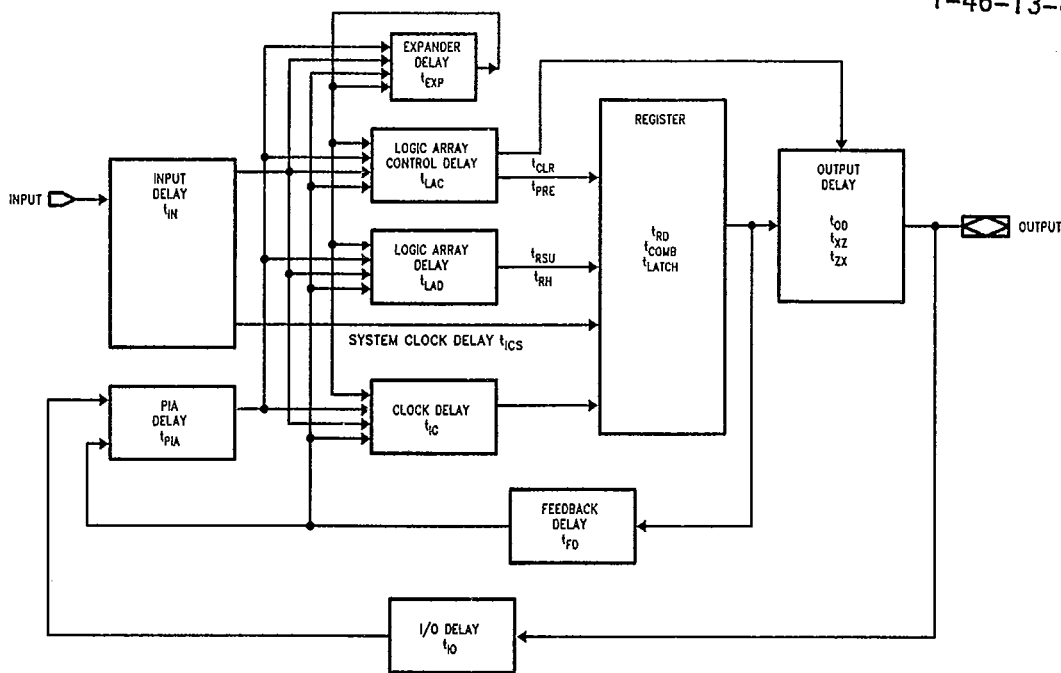 EXPANDER
DELAY
tEXP
LOGIC ARRAY
CONTROL DELAY
tLAC
tCLR
tPRE
REGISTER
tRD
tCOMB
tLATCH
OUTPUT
DELAY
tOD
tXZ
tZX
INPUT
INPUT
DELAY
tIN
OUTPUT
LOGIC ARRAY
DELAY
tLAD
tRSU
tRH
SYSTEM CLOCK DELAY tICS
PIA
DELAY
tPIA
CLOCK DELAY
tIC
FEEDBACK
DELAY
tFD
I/O DELAY
tIO